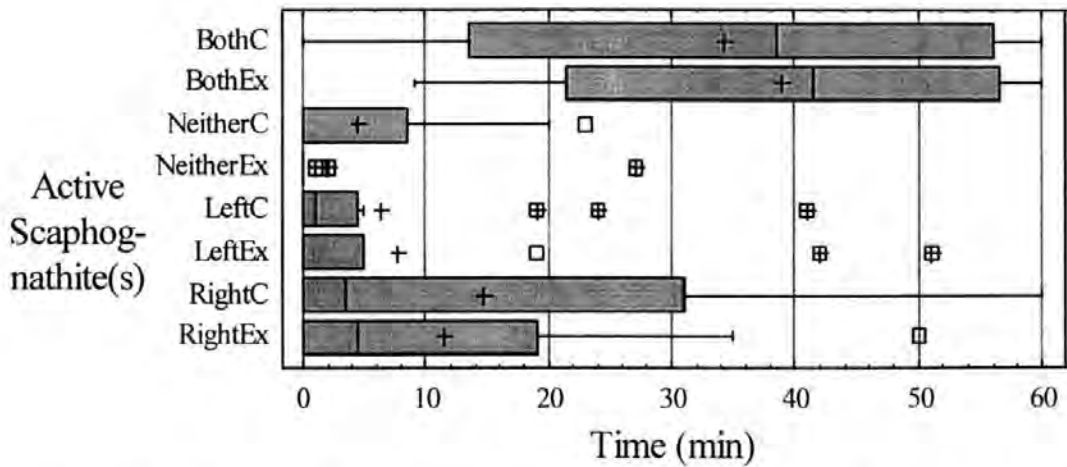 BothC
BothEx
NeitherC
NeitherEx
LeftC
LeftEx
RightC
RightEx
Active
Scaphog-
nathite(s)
0 10 20 30 40 50 60
Time (min)